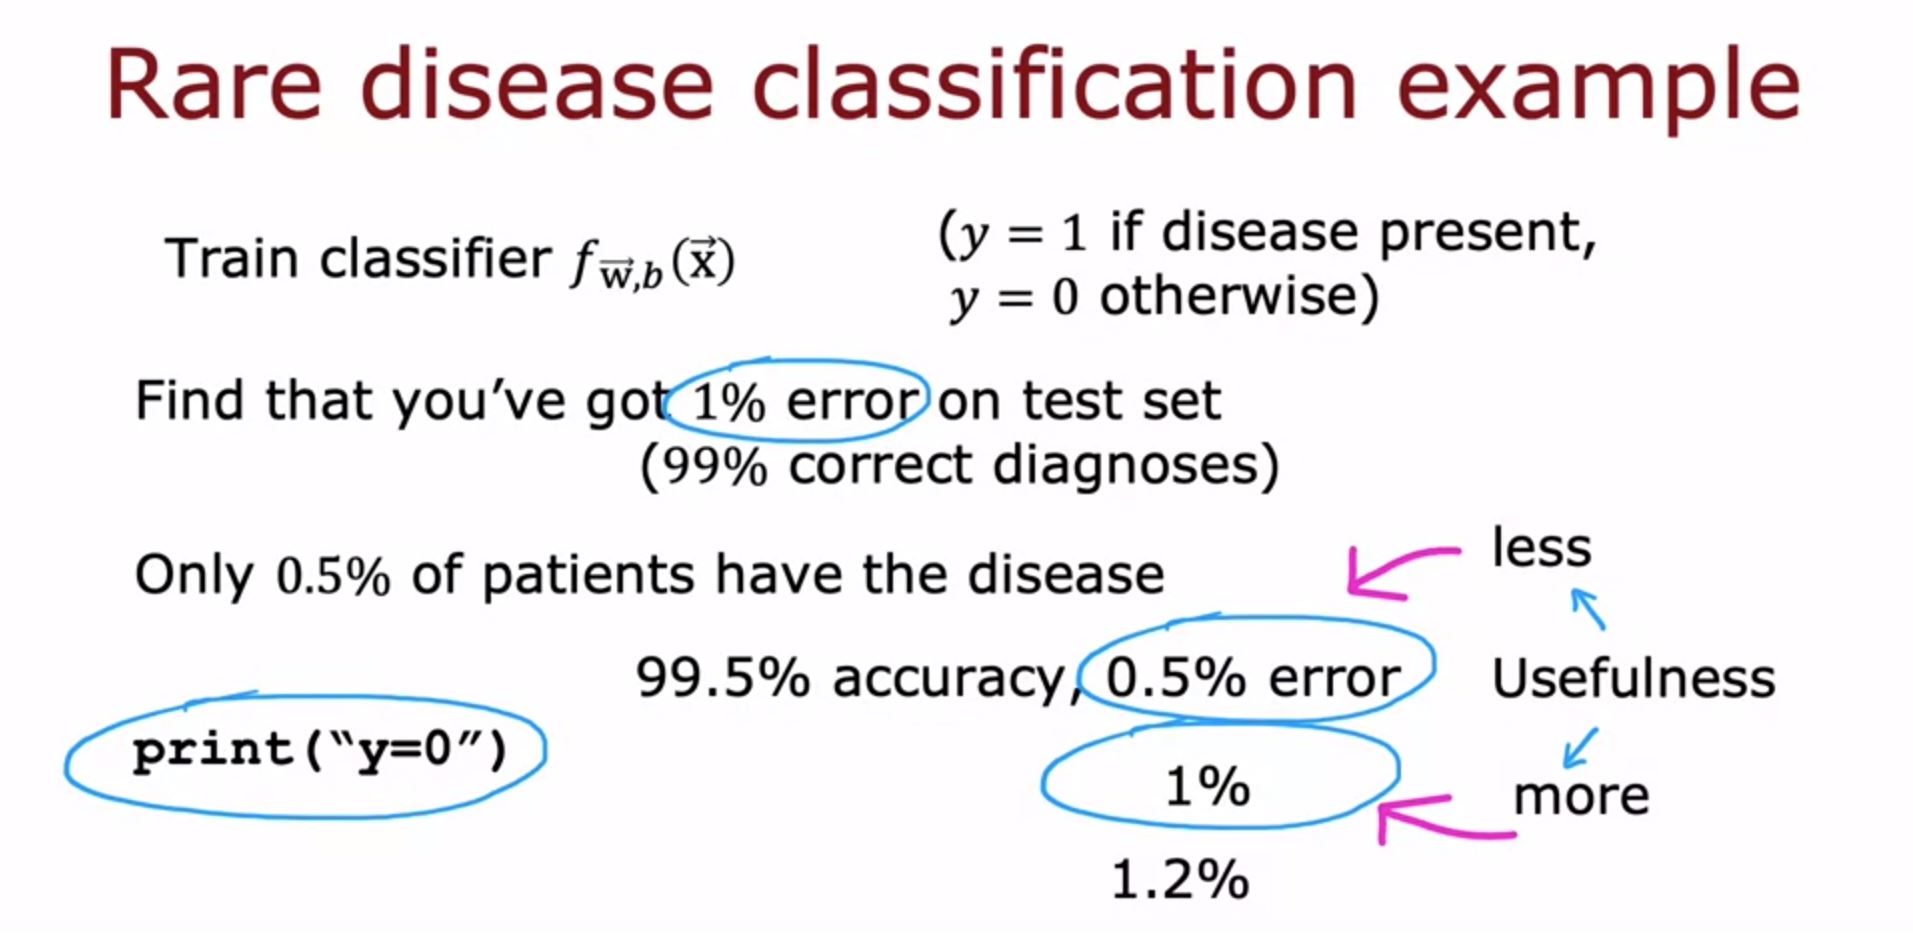 Rare disease classification example
Train classifier f_{\vec{w},b}(\vec{x})
(y = 1 if disease present,
y = 0 otherwise)
Find that you’ve got 1% error on test set
(99% correct diagnoses)
Only 0.5% of patients have the disease
less
99.5% accuracy, 0.5% error
Usefulness
print(“y=0”)
1%
more
1.2%